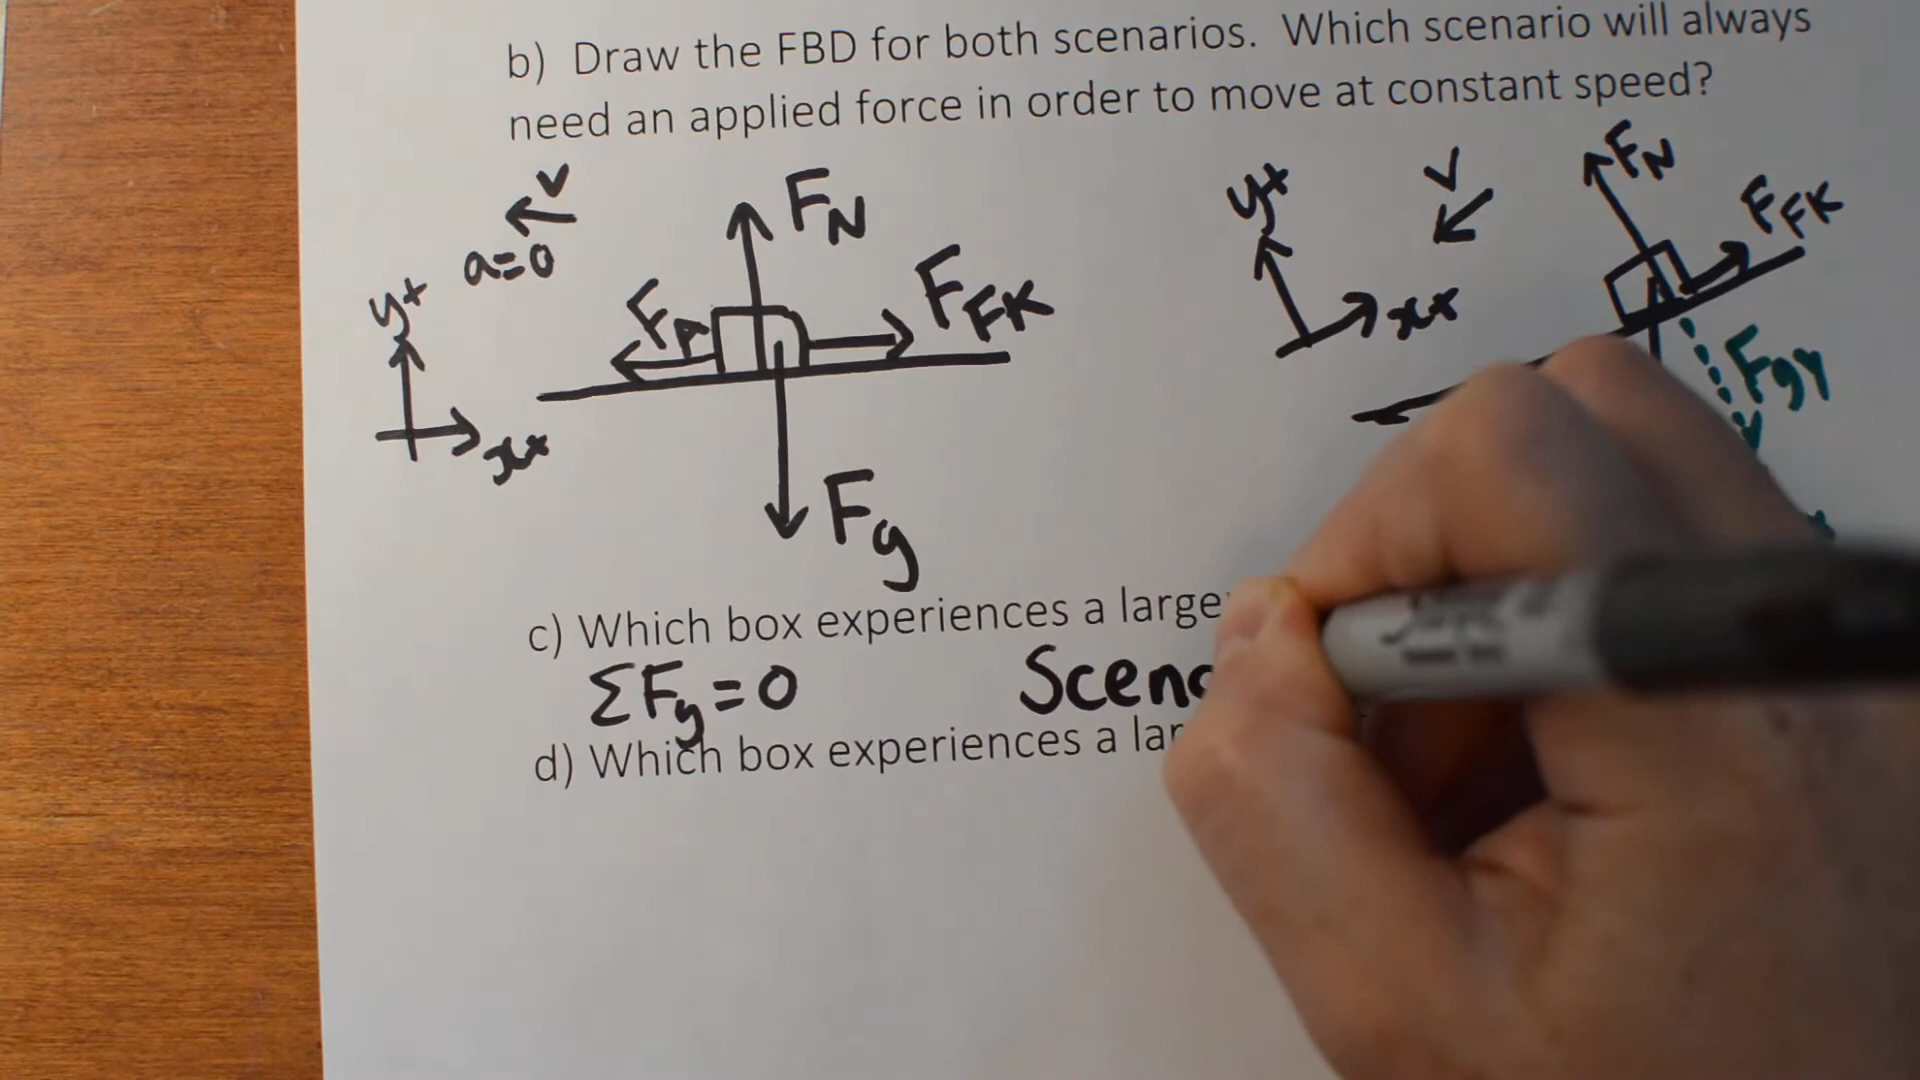 b) Draw the FBD for both scenarios. Which scenario will always
need an applied force in order to move at constant speed?
v
a=0
y+
x+
FN
FA
FFK
Fg
y+
x+
v
FN
FFK
Fgy
c) Which box experiences a large
ΣFy=0 Scen
d) Which box experiences a lar